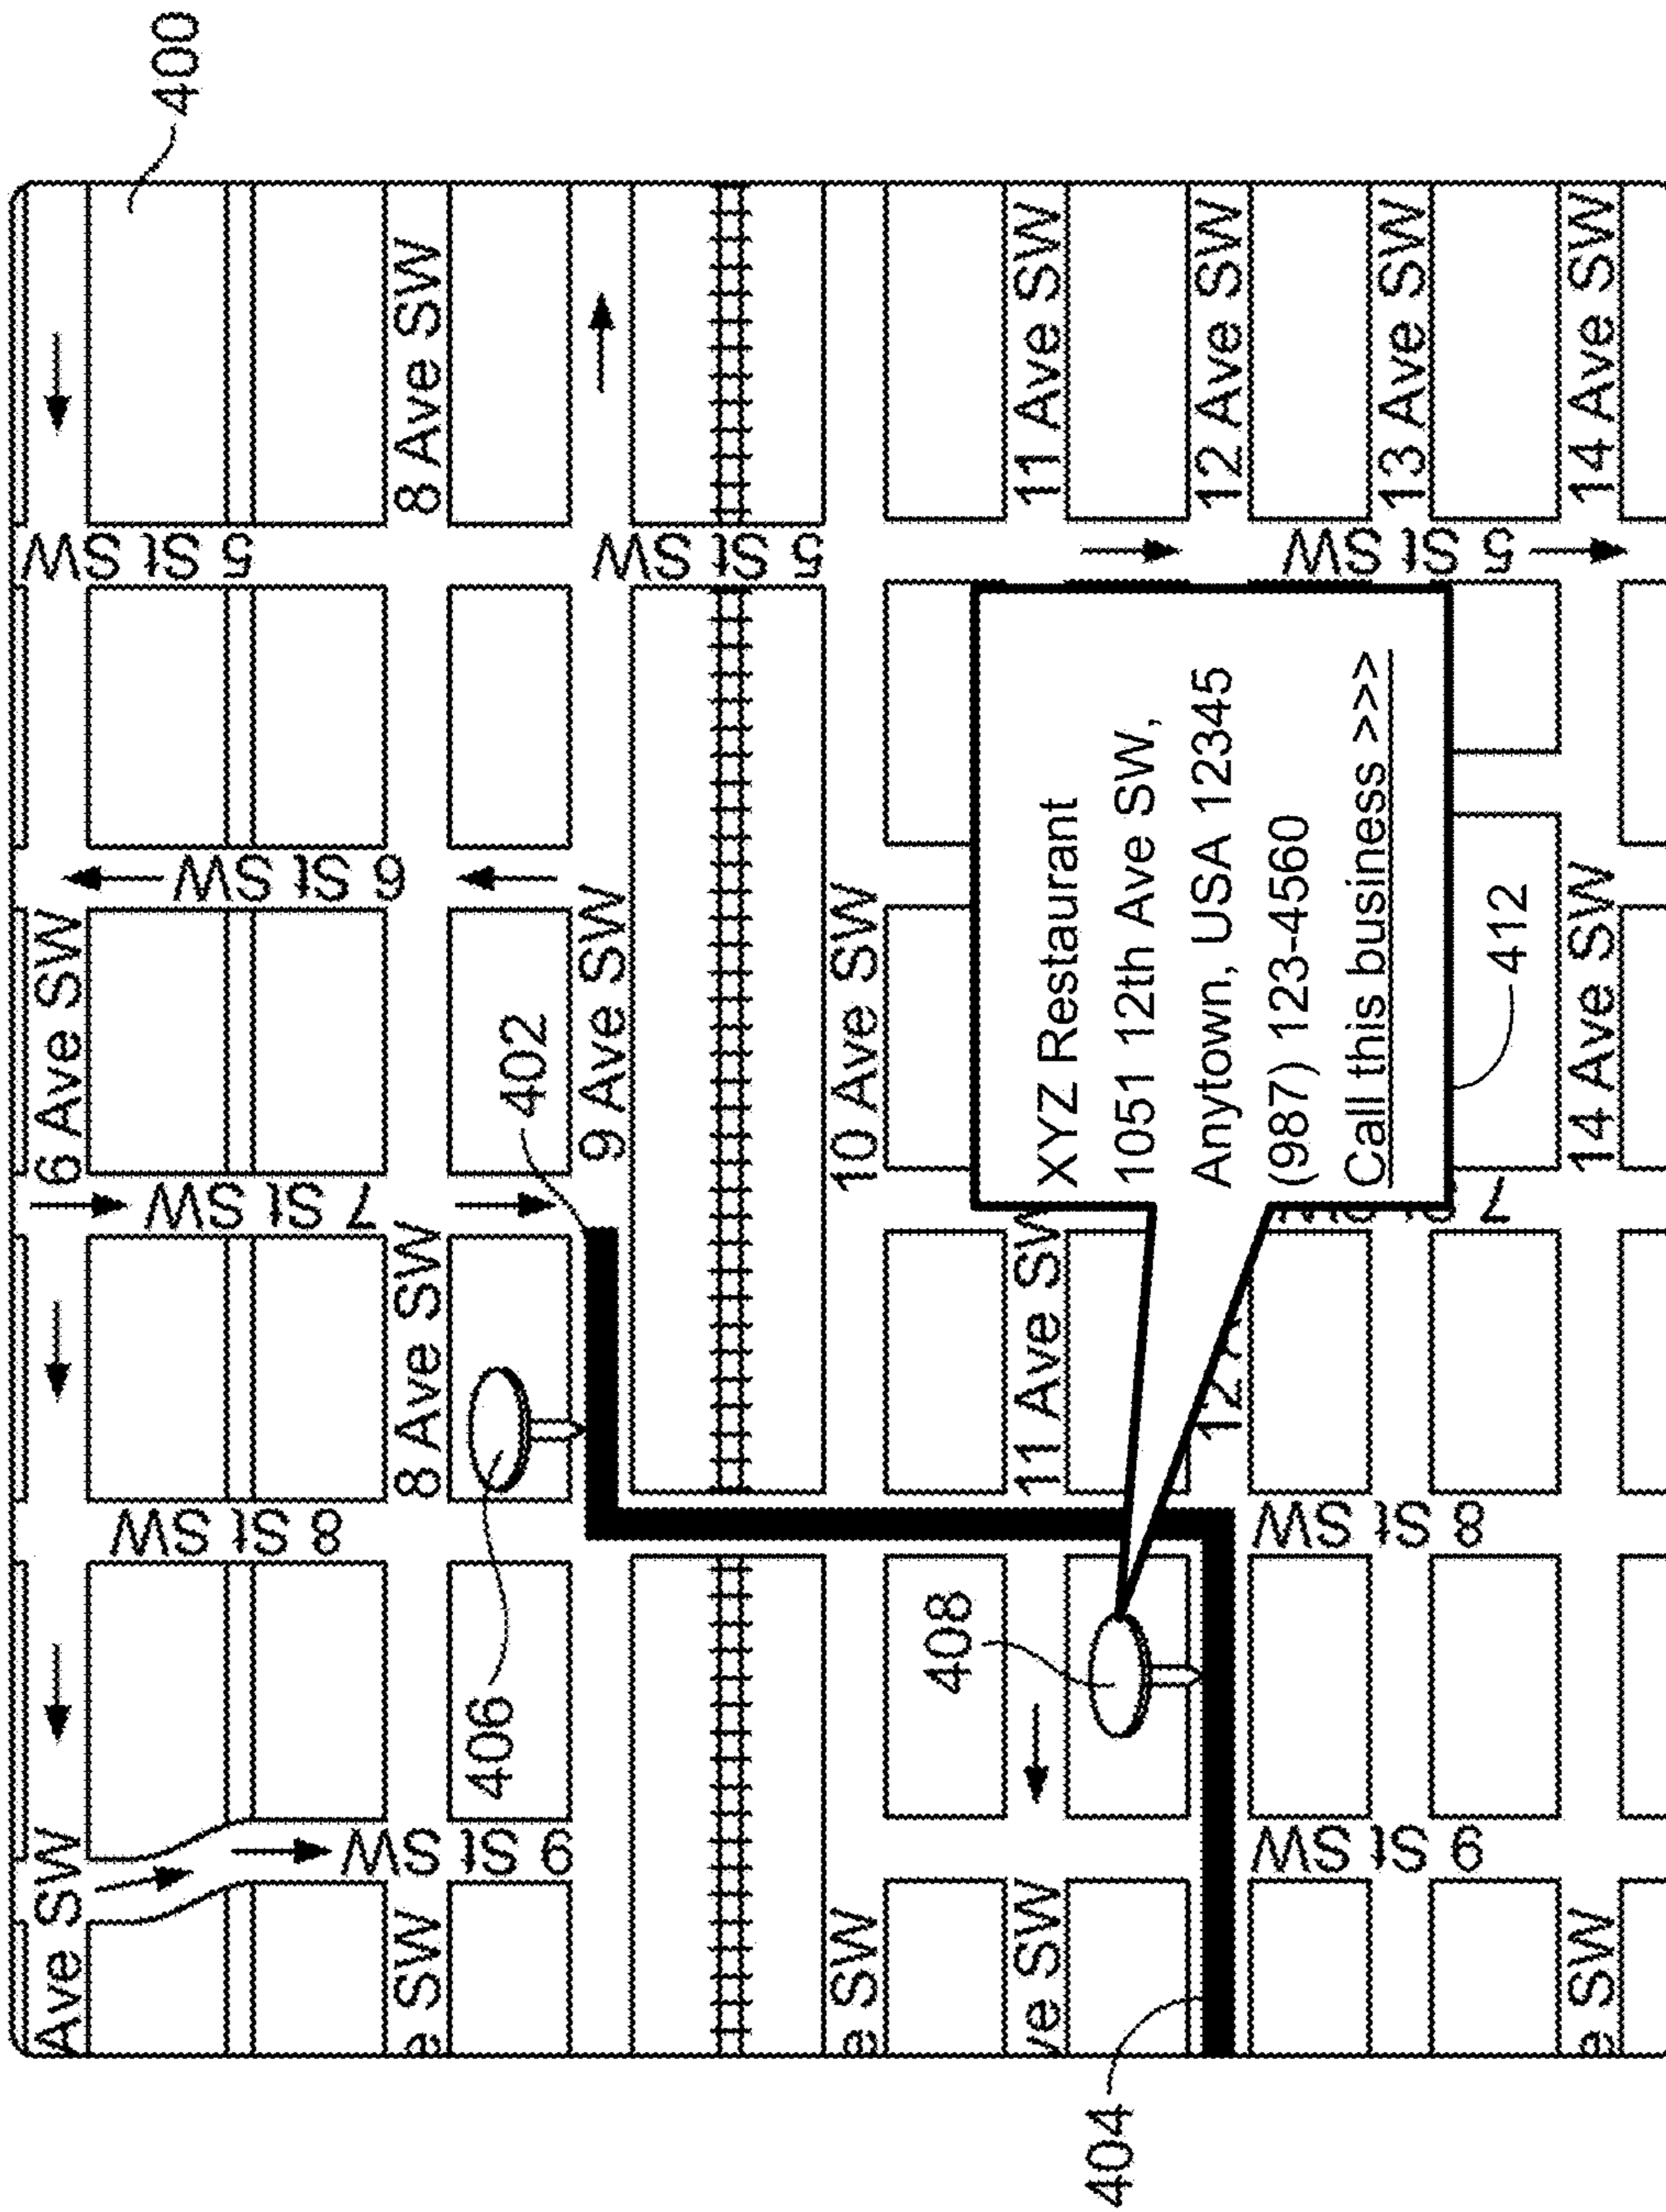 400
Ave SW
6 Ave SW
5 St SW
8 St SW
7 St SW
6 St SW
9 St SW
e SW
8 Ave SW
8 Ave SW
406
402
9 Ave SW
5 St SW
e SW
10 Ave SW
408
ve SW
11 Ave SW
11 Ave SW
XYZ Restaurant
1051 12th Ave SW,
Anytown, USA 12345
(987) 123-4560
Call this business >>>
404
12
12 Ave SW
9 St SW
8 St SW
7
5 St SW
13 Ave SW
412
e SW
14 Ave SW
14 Ave SW